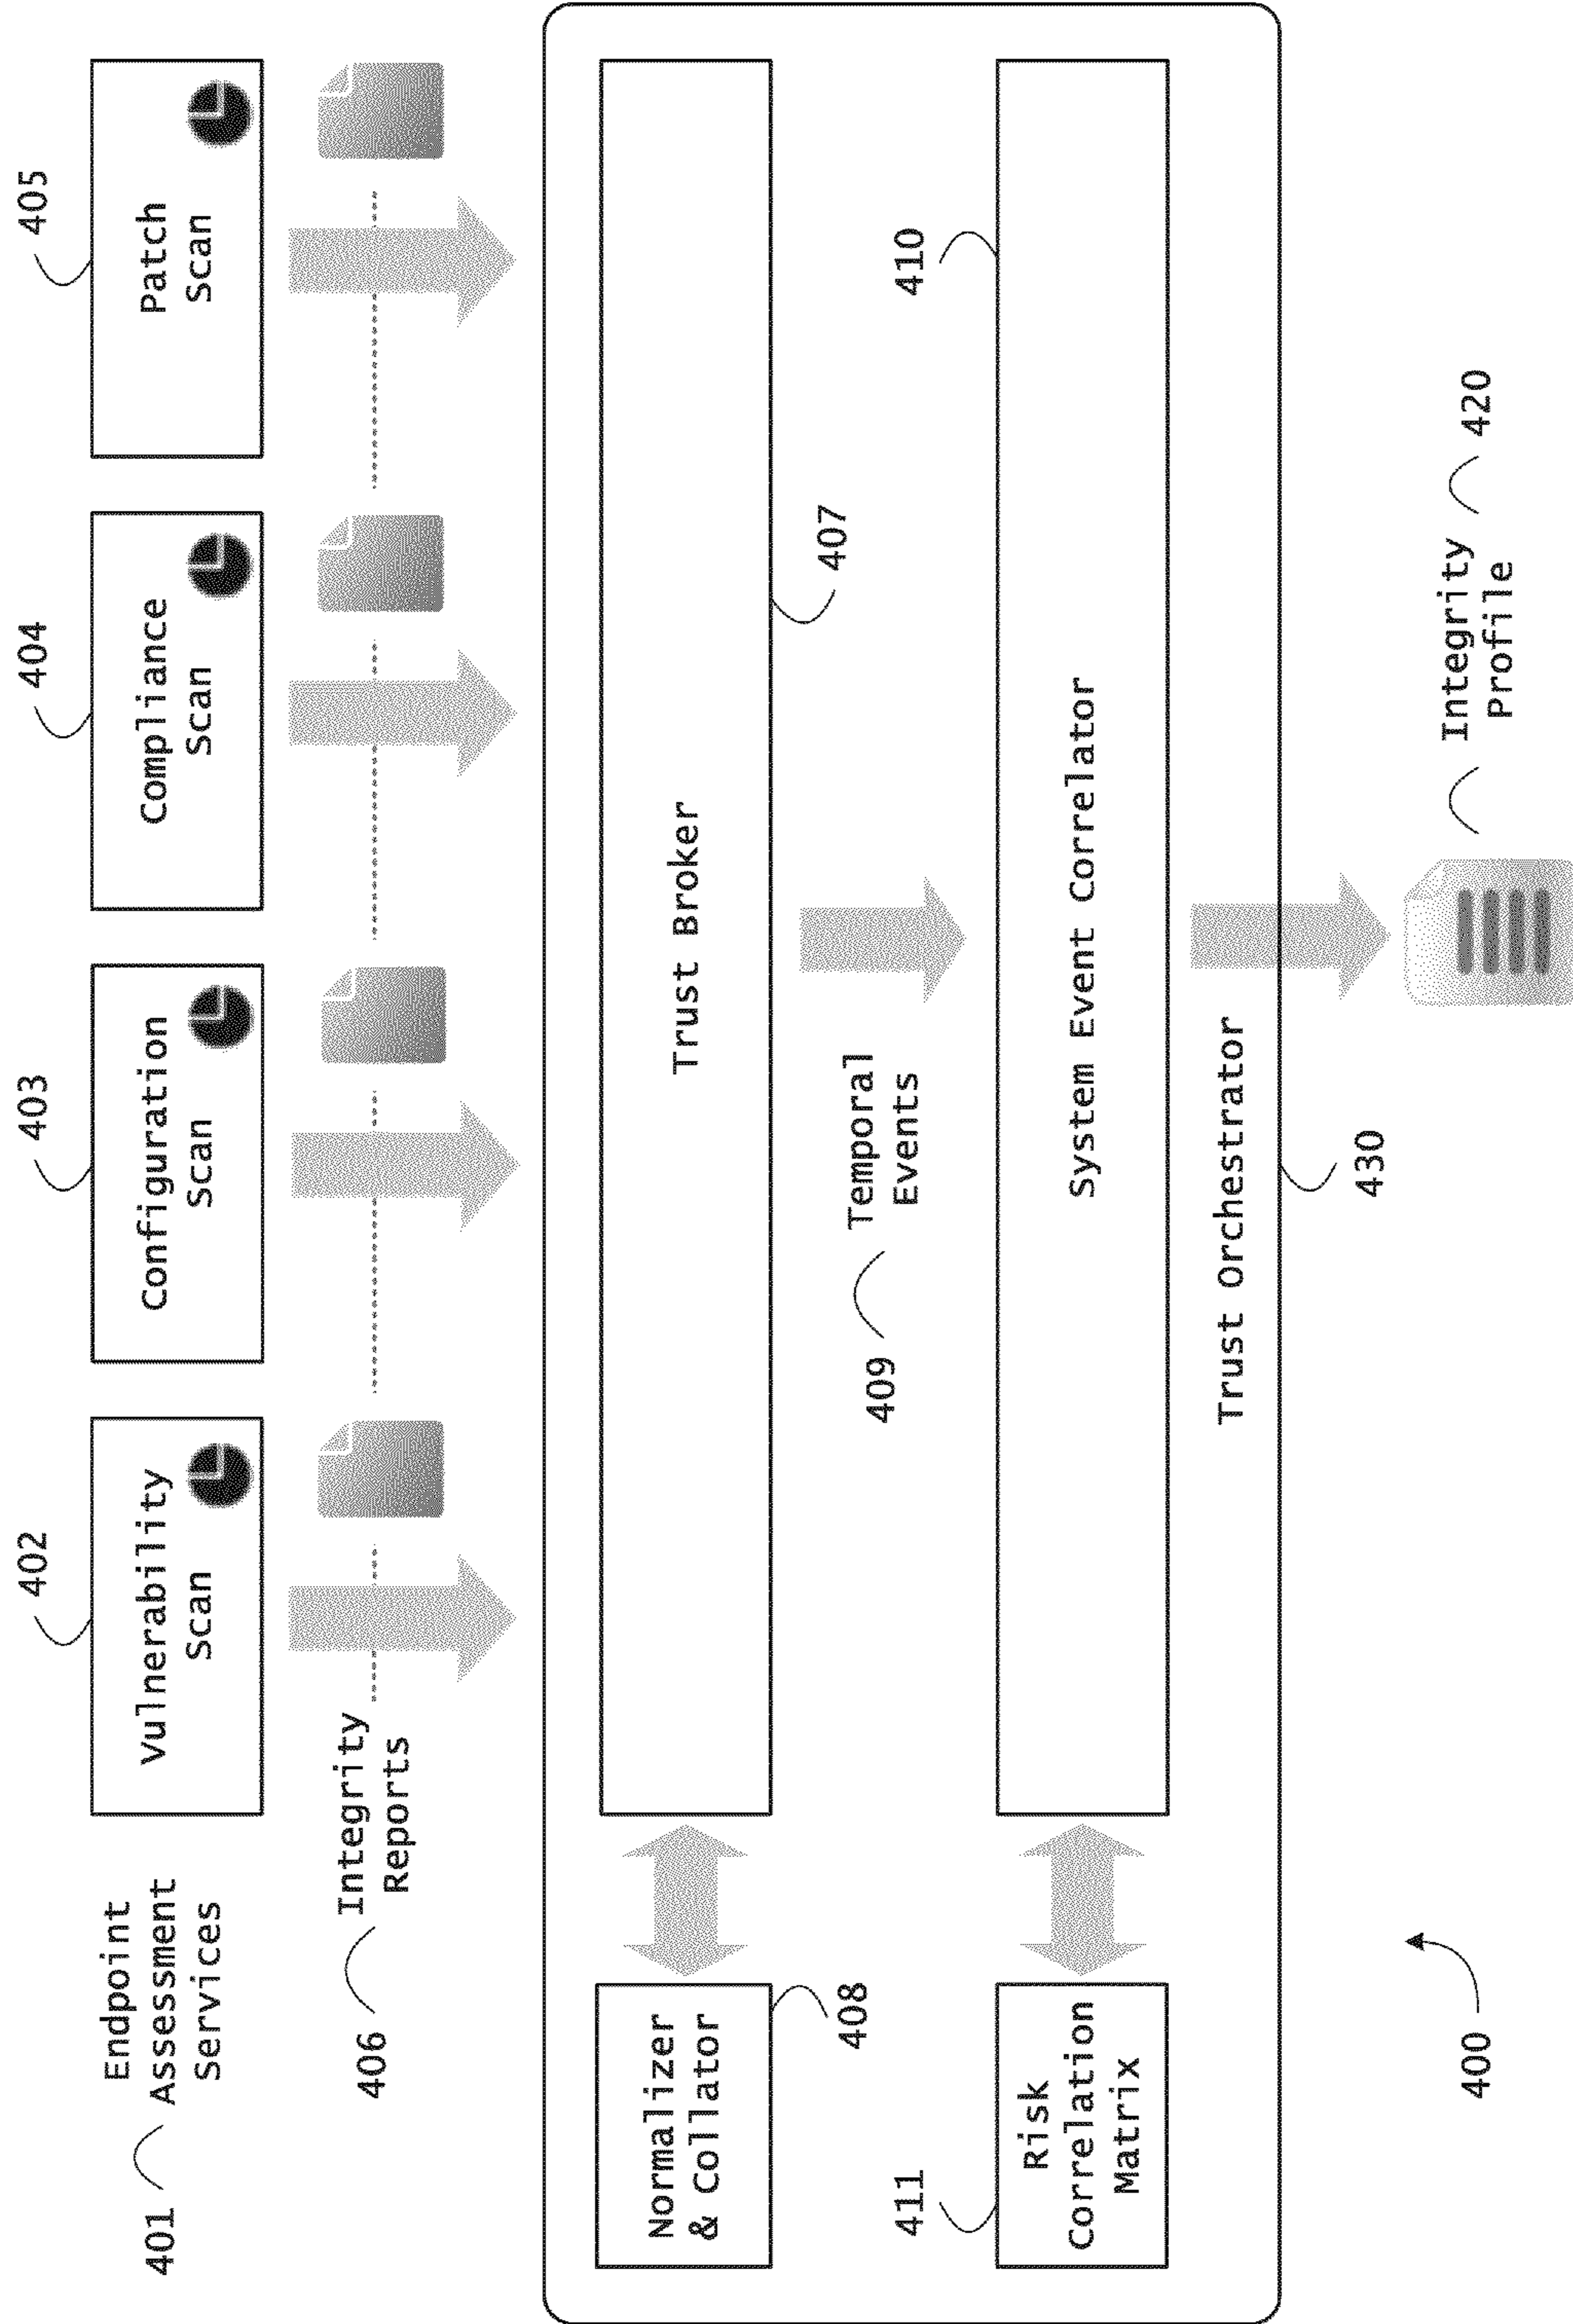 402
403
404
405
401
Endpoint
Assessment
Services
Vulnerability
Scan
Configuration
Scan
Compliance
Scan
Patch
Scan
406
Integrity
Reports
Normalizer
& Collator
408
Trust Broker
407
409
Temporal
Events
411
Risk
Correlation
Matrix
410
System Event Correlator
Trust Orchestrator
430
400
Integrity
Profile
420